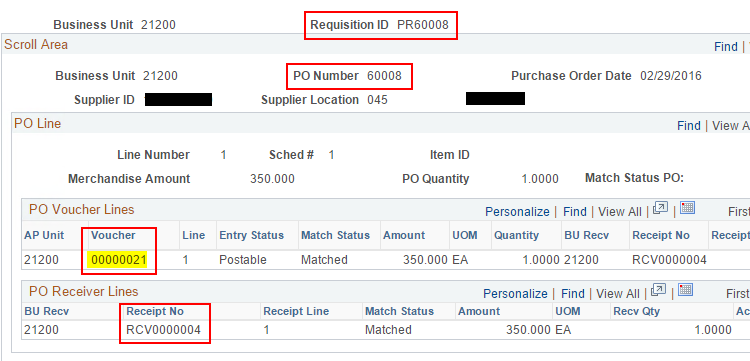 Business Unit 21200 Requisition ID PR60008
Scroll Area Find |
Business Unit 21200 PO Number 60008 Purchase Order Date 02/29/2016
Supplier ID Supplier Location 045
PO Line Find | View A
Line Number 1 Sched # 1 Item ID
Merchandise Amount 350.000 PO Quantity 1.0000 Match Status PO:
PO Voucher Lines Personalize | Find | View All | | First
AP Unit Voucher Line Entry Status Match Status Amount UOM Quantity BU Recv Receipt No Receipt
21200 00000021 1 Postable Matched 350.000 EA 1.0000 21200 RCV0000004
PO Receiver Lines Personalize | Find | View All | | First
BU Recv Receipt No Receipt Line Match Status Amount UOM Recv Qty Ac
21200 RCV0000004 1 Matched 350.000 EA 1.0000